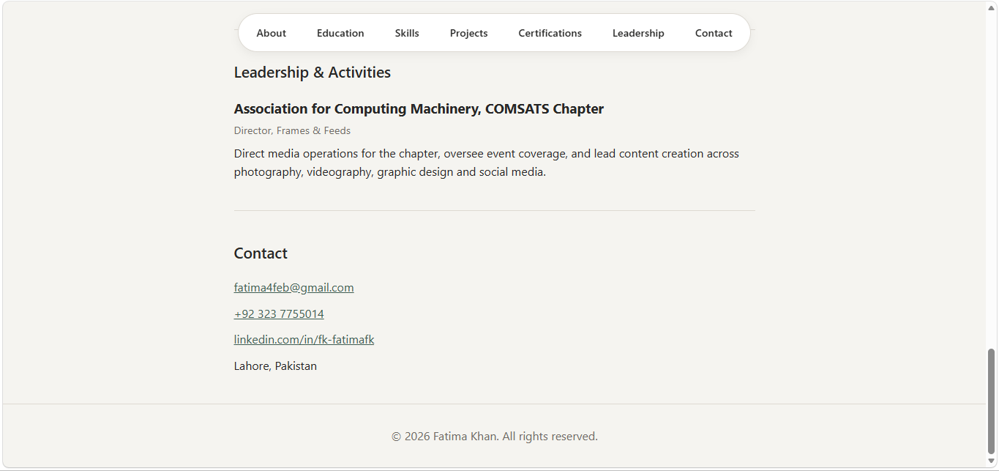 About Education Skills Projects Certifications Leadership Contact
Leadership & Activities
Association for Computing Machinery, COMSATS Chapter
Director, Frames & Feeds
Direct media operations for the chapter, oversee event coverage, and lead content creation across
photography, videography, graphic design and social media.
Contact
fatima4feb@gmail.com
+92 323 7755014
linkedin.com/in/fk-fatimafk
Lahore, Pakistan
© 2026 Fatima Khan. All rights reserved.